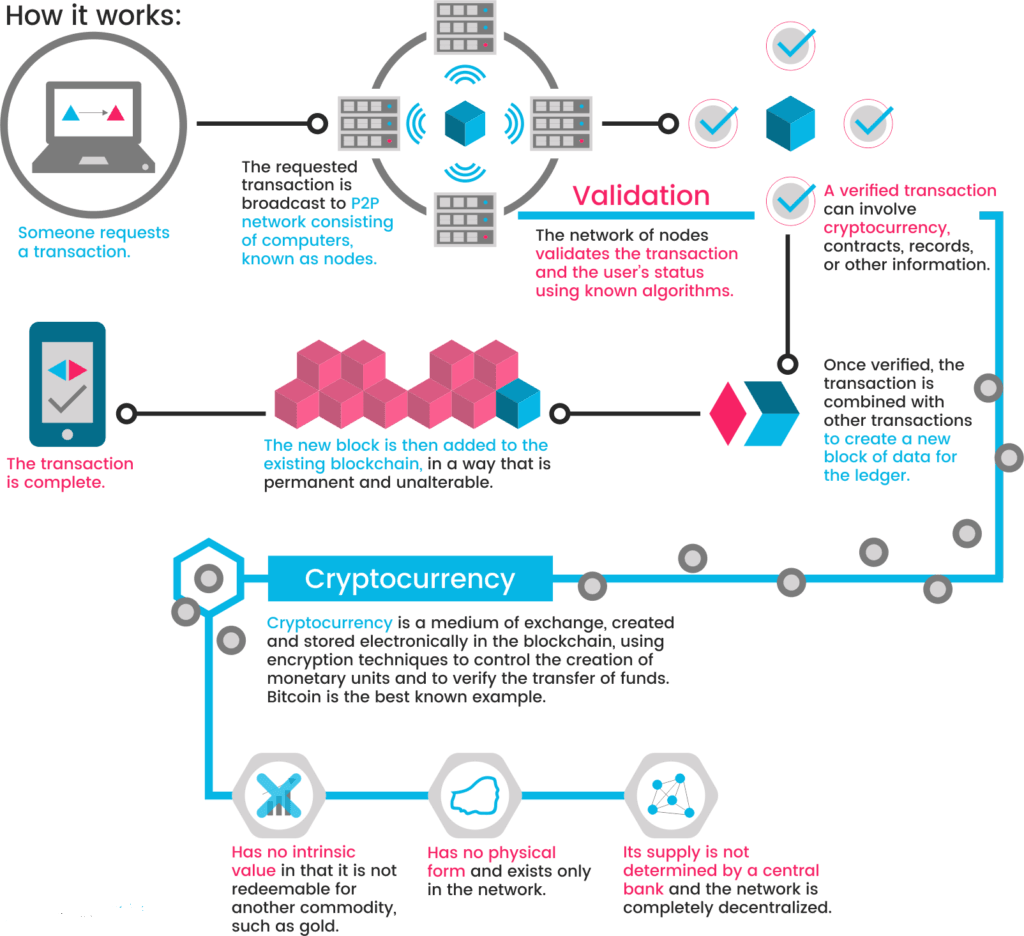 How it works:
Someone requests
a transaction.
The requested
transaction is
broadcast to P2P
network consisting
of computers,
known as nodes.
Validation
The network of nodes
validates the transaction
and the user's status
using known algorithms.
A verified transaction
can involve
cryptocurrency,
contracts, records,
or other information.
Once verified, the
transaction is
combined with
other transactions
to create a new
block of data for
the ledger.
The new block is then added to the
existing blockchain, in a way that is
permanent and unalterable.
The transaction
is complete.
Cryptocurrency
Cryptocurrency is a medium of exchange, created
and stored electronically in the blockchain, using
encryption techniques to control the creation of
monetary units and to verify the transfer of funds.
Bitcoin is the best known example.
Has no intrinsic
value in that it is not
redeemable for
another commodity,
such as gold.
Has no physical
form and exists only
in the network.
Its supply is not
determined by a central
bank and the network is
completely decentralized.